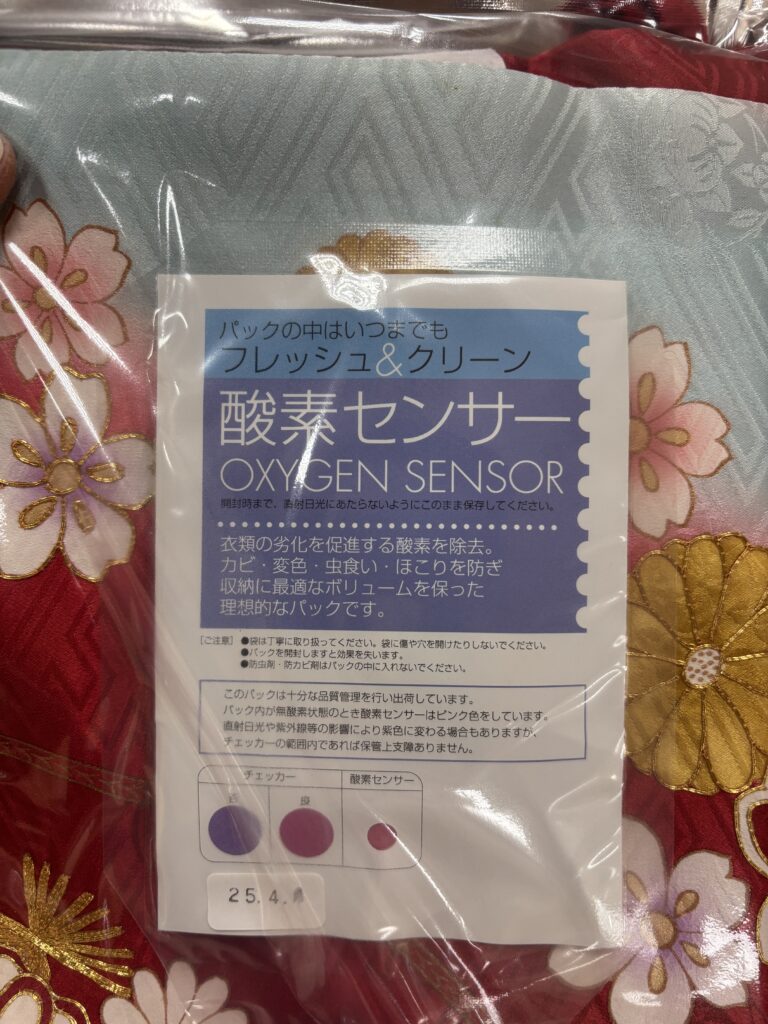 パックの中はいつまでも
フレッシュ&クリーン
酸素センサー
OXYGEN SENSOR
開封時まで、直射日光にあたらないようにこのまま保存してください。
衣類の劣化を促進する酸素を除去。
カビ・変色・虫食い・ほこりを防ぎ
収納に最適なボリュームを保った
理想的なパックです。
[ご注意] ●袋は丁寧に取り扱ってください。袋に傷や穴を開けたりしないでください。
●パックを開封しますと効果を失います。
●防虫剤・防カビ剤はパックの中に入れないでください。
このパックは十分な品質管理を行い出荷しています。
パック内が無酸素状態のとき酸素センサーはピンク色をしています。
直射日光や紫外線等の影響により紫色に変わる場合もありますが、
チェッカーの範囲内であれば保管上支障ありません。
チェッカー 酸素センサー
否 良
25.4.